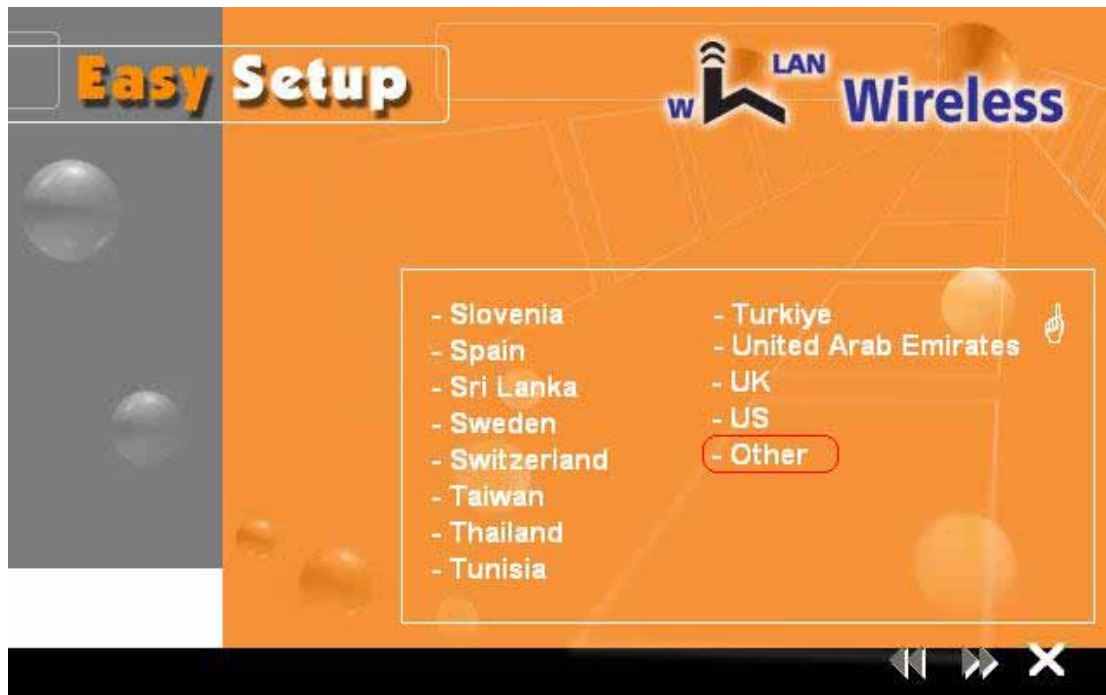 Easy Setup
W LAN Wireless
- Slovenia
- Spain
- Sri Lanka
- Sweden
- Switzerland
- Taiwan
- Thailand
- Tunisia
- Turkiye
- United Arab Emirates
- UK
- US
- Other